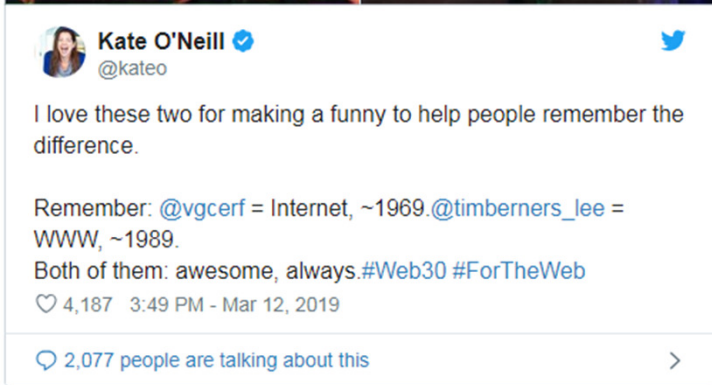 Kate O'Neill
@kateo
I love these two for making a funny to help people remember the
difference.
Remember: @vgcerf = Internet, ~1969.@timberners_lee =
WWW, ~1989.
Both of them: awesome, always.#Web30 #ForTheWeb
4,187 3:49 PM - Mar 12, 2019
2,077 people are talking about this